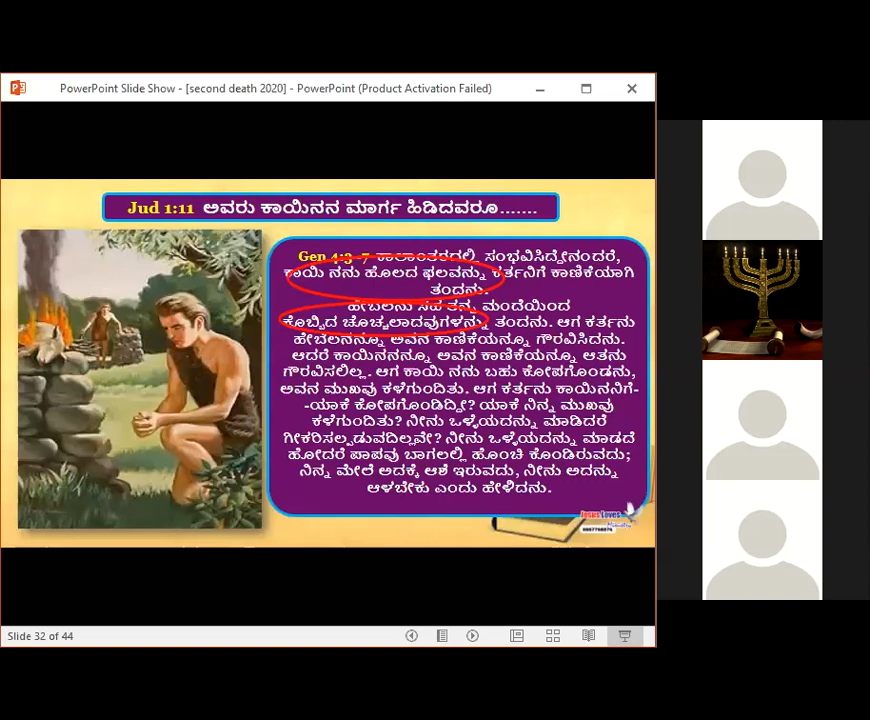 PowerPoint Slide Show - [second death 2020] - PowerPoint (Product Activation Failed)
Jud 1:11 ಅವರು ಕಾಯಿನನ ಮಾರ್ಗ ಹಿಡಿದವರೂ.......
Gen 4:3-7 ಕಾಲಾಂತರದಲ್ಲಿ ಸಂಭವಿಸಿದ್ದೇನಂದರೆ,
ಕಾಯಿ ನನು ಹೊಲದ ಫಲವನ್ನು ಕರ್ತನಿಗೆ ಕಾಣಿಕೆಯಾಗಿ
ತಂದನು.
ಹೇಬೆಲನು ಸಹ ತನ್ನ ಮಂದೆಯಿಂದ
ಕೊಬ್ಬಿದ ಚೊಚ್ಚಲಾದವುಗಳನ್ನು ತಂದನು. ಆಗ ಕರ್ತನು
ಹೇಬೆಲನನ್ನೂ ಅವನ ಕಾಣಿಕೆಯನ್ನೂ ಗೌರವಿಸಿದನು.
ಆದರೆ ಕಾಯಿನನನ್ನೂ ಅವನ ಕಾಣಿಕೆಯನ್ನೂ ಆತನು
ಗೌರವಿಸಲಿಲ್ಲ. ಆಗ ಕಾಯಿ ನನು ಬಹು ಕೋಪಗೊಂಡನು,
ಅವನ ಮುಖವು ಕಳೆಗುಂದಿತು. ಆಗ ಕರ್ತನು ಕಾಯಿನನಿಗೆ-
-ಯಾಕೆ ಕೋಪಗೊಂಡಿದ್ದೀ? ಯಾಕೆ ನಿನ್ನ ಮುಖವು
ಕಳೆಗುಂದಿತು? ನೀನು ಒಳ್ಳೆಯದನ್ನು ಮಾಡಿದರೆ
ಗೀಕರಿಸಲ್ಪಡುವದಿಲ್ಲವೇ? ನೀನು ಒಳ್ಳೆಯದನ್ನು ಮಾಡದೆ
ಹೋದರೆ ಪಾಪವು ಬಾಗಲಲ್ಲಿ ಹೊಂಚಿ ಕೊಂಡಿರುವದು;
ನಿನ್ನ ಮೇಲೆ ಅದಕ್ಕೆ ಆಶೆ ಇರುವದು, ನೀನು ಅದನ್ನು
ಆಳಬೇಕು ಎಂದು ಹೇಳಿದನು.
Jesus Loves
Slide 32 of 44